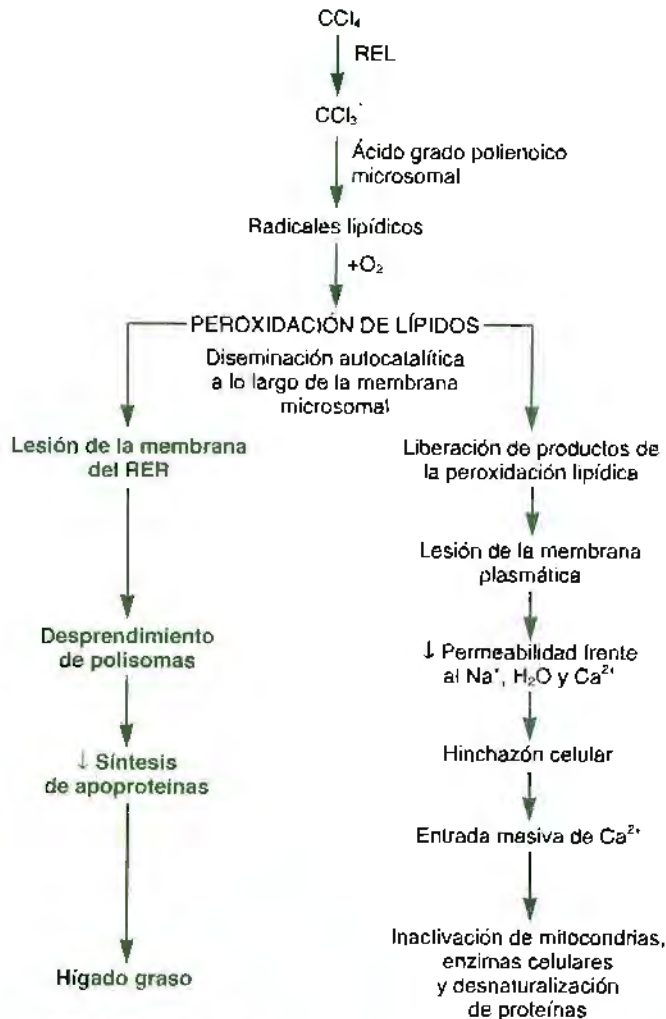 CCl₄
REL
CCl₃˙
Ácido grado polienoico
microsomal
Radicales lipídicos
+O₂
PEROXIDACIÓN DE LÍPIDOS
Diseminación autocatalítica
a lo largo de la membrana
microsomal
Lesión de la membrana
del RER
Desprendimiento
de polisomas
↓ Síntesis
de apoproteínas
Hígado graso
Liberación de productos de
la peroxidación lipídica
Lesión de la membrana
plasmática
↓ Permeabilidad frente
al Na⁺, H₂O y Ca²⁺
Hinchazón celular
Entrada masiva de Ca²⁺
Inactivación de mitocondrias,
enzimas celulares
y desnaturalización
de proteínas